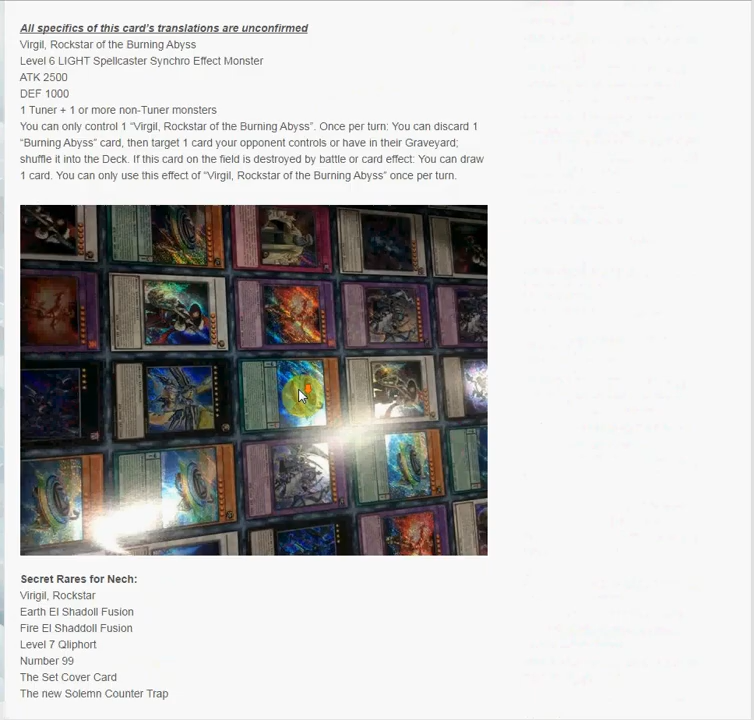 All specifics of this card's translations are unconfirmed
Virgil, Rockstar of the Burning Abyss
Level 6 LIGHT Spellcaster Synchro Effect Monster
ATK 2500
DEF 1000
1 Tuner + 1 or more non-Tuner monsters
You can only control 1 "Virgil, Rockstar of the Burning Abyss". Once per turn: You can discard 1
"Burning Abyss" card, then target 1 card your opponent controls or have in their Graveyard;
shuffle it into the Deck. If this card on the field is destroyed by battle or card effect: You can draw
1 card. You can only use this effect of "Virgil, Rockstar of the Burning Abyss" once per turn.
Secret Rares for Nech:
Virigil, Rockstar
Earth El Shadoll Fusion
Fire El Shaddoll Fusion
Level 7 Qliphort
Number 99
The Set Cover Card
The new Solemn Counter Trap